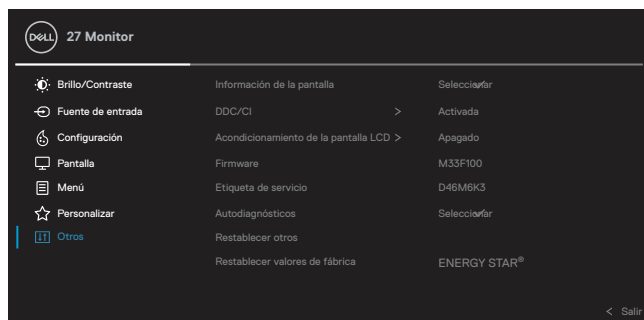 DELL 27 Monitor
Brillo/Contraste Información de la pantalla Seleccionar
Fuente de entrada DDC/CI > Activada
Configuración Acondicionamiento de la pantalla LCD > Apagado
Pantalla Firmware M33F100
Menú Etiqueta de servicio D46M6K3
Personalizar Autodiagnósticos Seleccionar
Otros Restablecer otros
Restablecer valores de fábrica ENERGY STAR®
< Salir